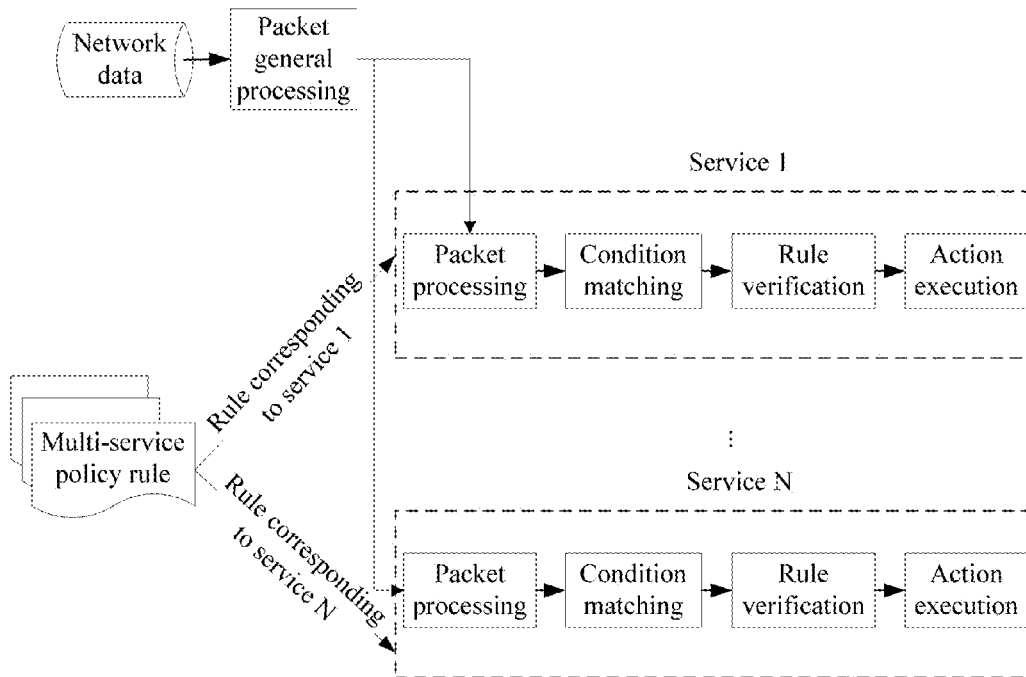 Network
data
Packet
general
processing
Service 1
Packet
processing
Condition
matching
Rule
verification
Action
execution
Rule corresponding
to service 1
Multi-service
policy rule
Rule corresponding
to service N
⋮
Service N
Packet
processing
Condition
matching
Rule
verification
Action
execution